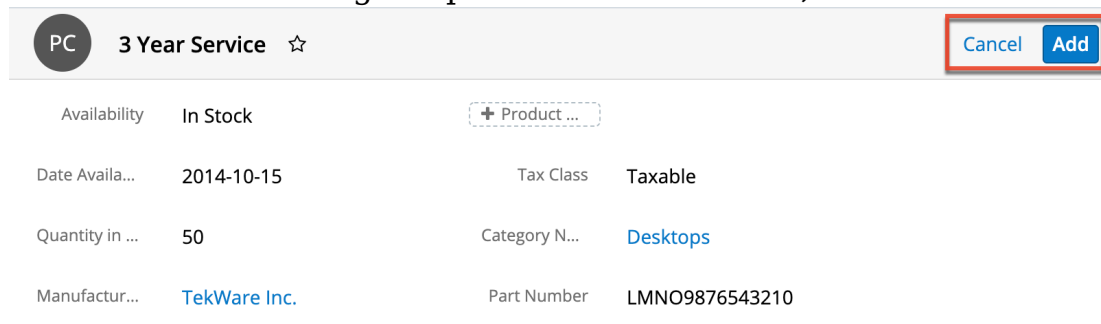 PC 3 Year Service Cancel Add
Availability In Stock + Product ...
Date Availa... 2014-10-15 Tax Class Taxable
Quantity in ... 50 Category N... Desktops
Manufactur... TekWare Inc. Part Number LMNO9876543210